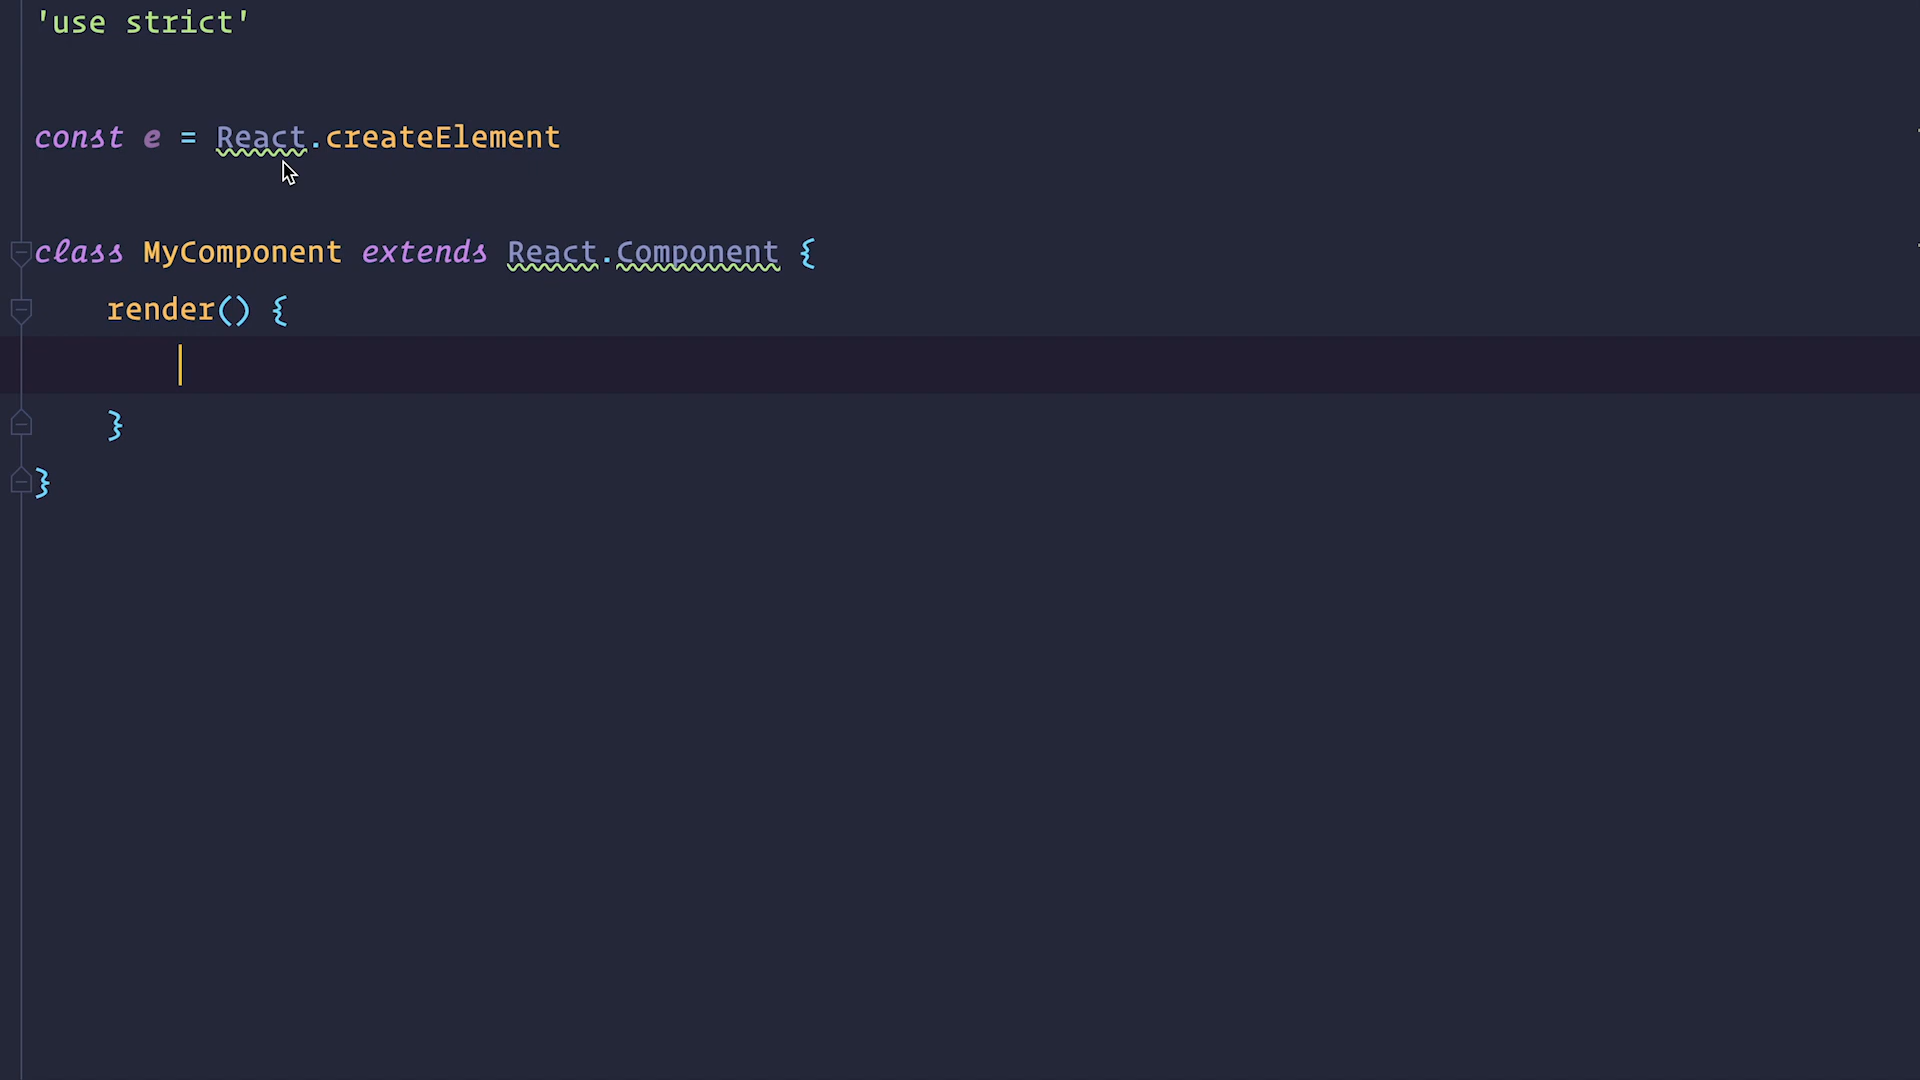 'use strict'
const e = React.createElement
class MyComponent extends React.Component {
render() {
}
}